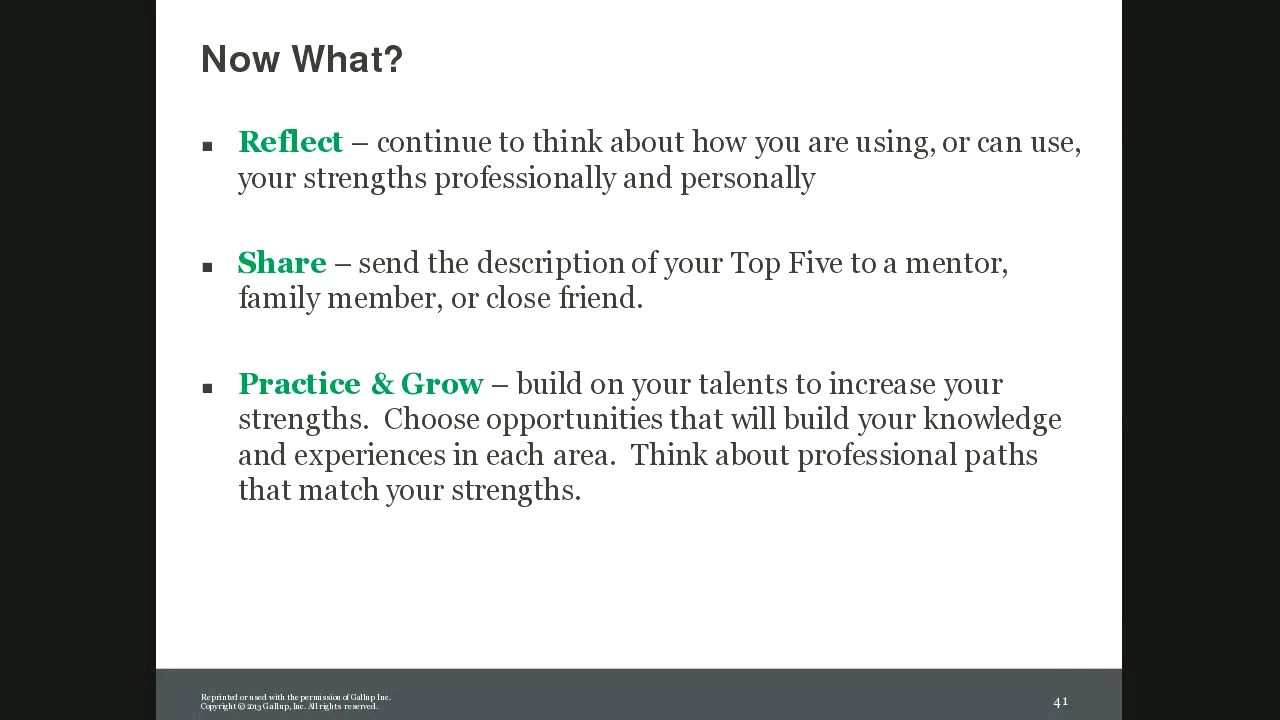 Now What?
▪ Reflect – continue to think about how you are using, or can use,
your strengths professionally and personally
▪ Share – send the description of your Top Five to a mentor,
family member, or close friend.
▪ Practice & Grow – build on your talents to increase your
strengths.  Choose opportunities that will build your knowledge
and experiences in each area.  Think about professional paths
that match your strengths.
Reprinted or used with the permission of Gallup Inc.
Copyright © 2013 Gallup, Inc. All rights reserved.
41